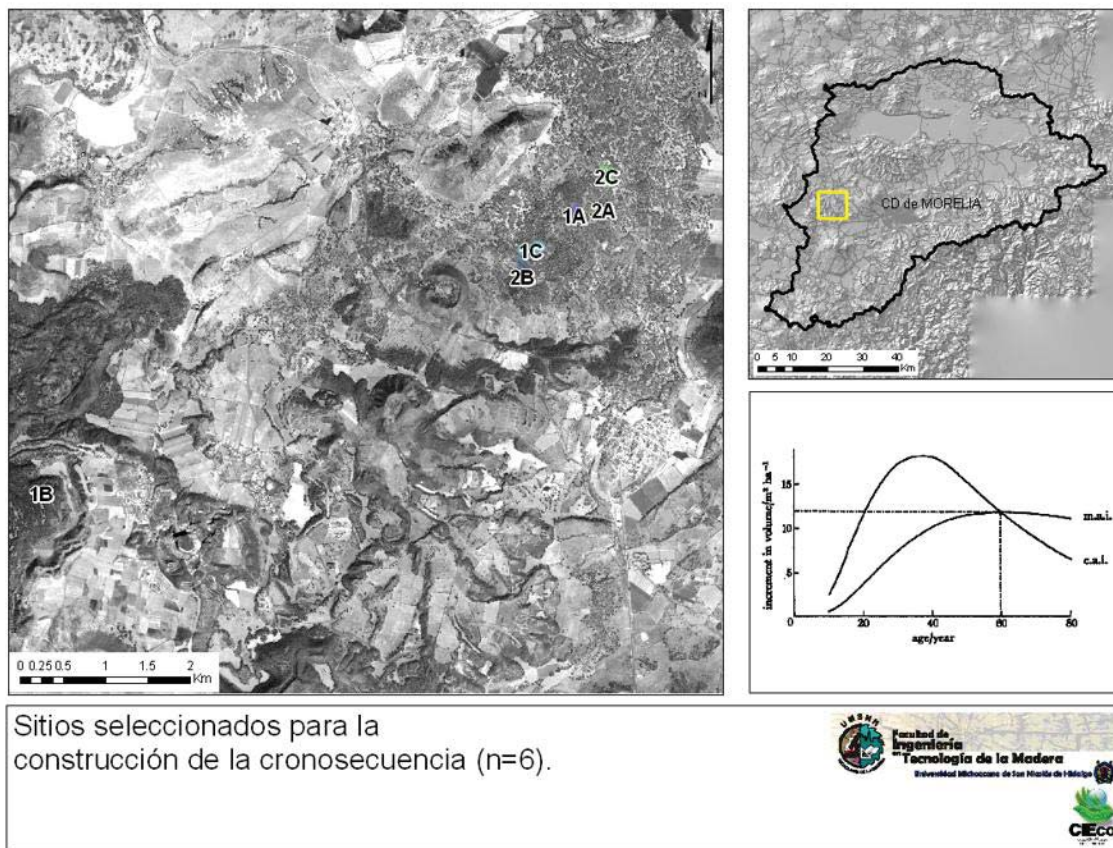 2C
1A
2A
1C
2B
1B
0 0.25 0.5 1 1.5 2
Km
CD de MORELIA
0 5 10 20 30 40
Km
increment in volume/m³ ha⁻¹
15
10
5
0 20 40 60 80
age/year
m.a.i.
c.a.i.
Sitios seleccionados para la
construcción de la cronosecuencia (n=6).
UMSNH
Facultad de
Ingeniería
en
Tecnología de la Madera
Universidad Michoacana de San Nicolás de Hidalgo
CIEco